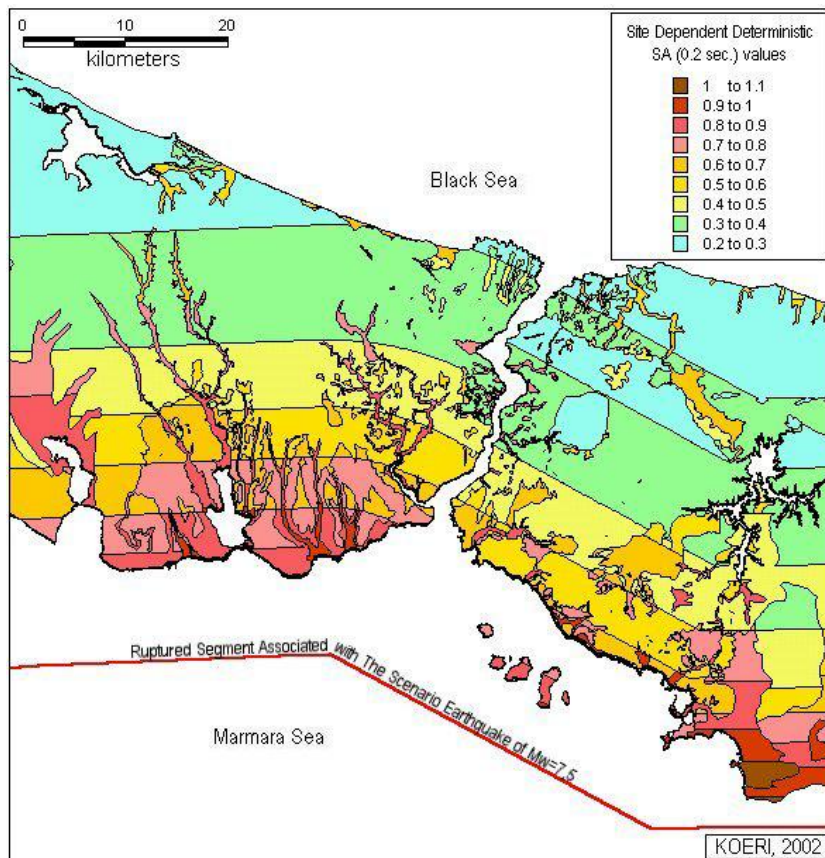 0 10 20
kilometers
Site Dependent Deterministic
SA (0.2 sec.) values
1 to 1.1
0.9 to 1
0.8 to 0.9
0.7 to 0.8
0.6 to 0.7
0.5 to 0.6
0.4 to 0.5
0.3 to 0.4
0.2 to 0.3
Black Sea
Ruptured Segment Associated with The Scenario Earthquake of Mw=7.5
Marmara Sea
KOERI, 2002